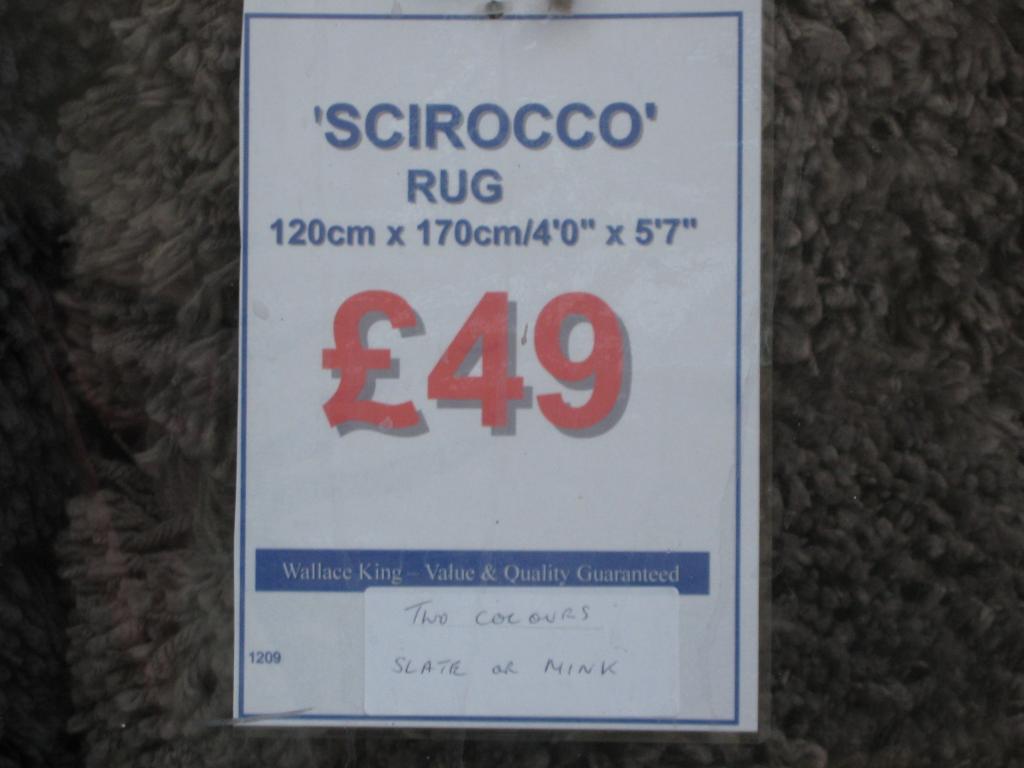 'SCIROCCO'
RUG
120cm x 170cm/4'0" x 5'7"
£49
Wallace King – Value & Quality Guaranteed
TWO COLOURS
SLATE OR MINK
1209